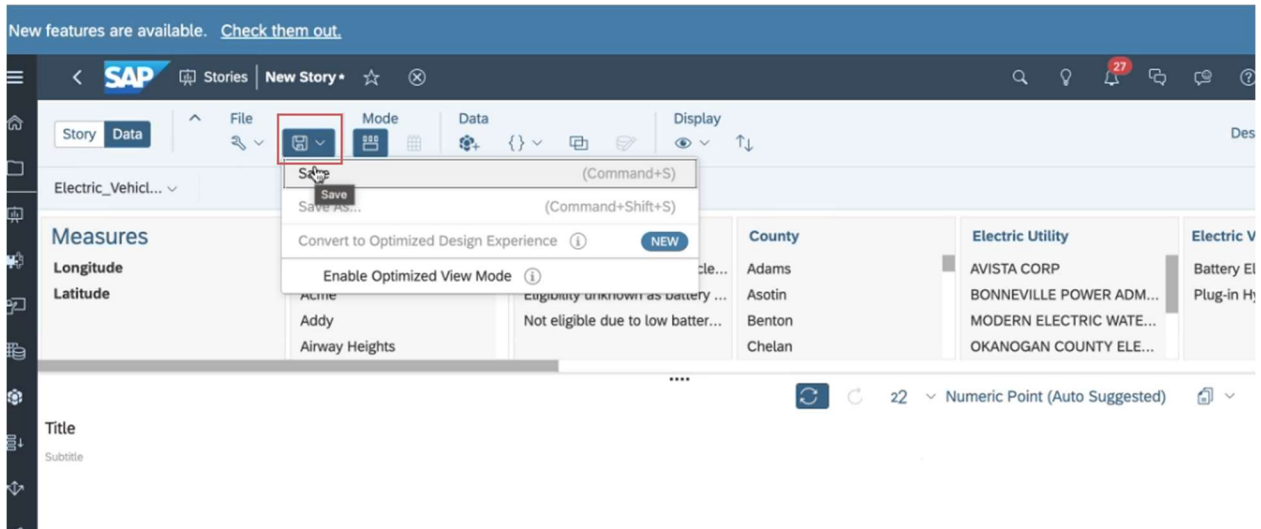 New features are available. Check them out.
SAP Stories New Story* 27
File Mode Data Display
Story Data Des
Save (Command+S)
Electric_Vehicl...
Save
Save As... (Command+Shift+S)
Measures Convert to Optimized Design Experience NEW County Electric Utility Electric V
Longitude cle... Adams AVISTA CORP Battery El
Enable Optimized View Mode
Latitude Acme Eligibility unknown as battery ... Asotin BONNEVILLE POWER ADM... Plug-in Hy
Addy Not eligible due to low batter... Benton MODERN ELECTRIC WATE...
Airway Heights Chelan OKANOGAN COUNTY ELE...
22 Numeric Point (Auto Suggested)
Title
Subtitle